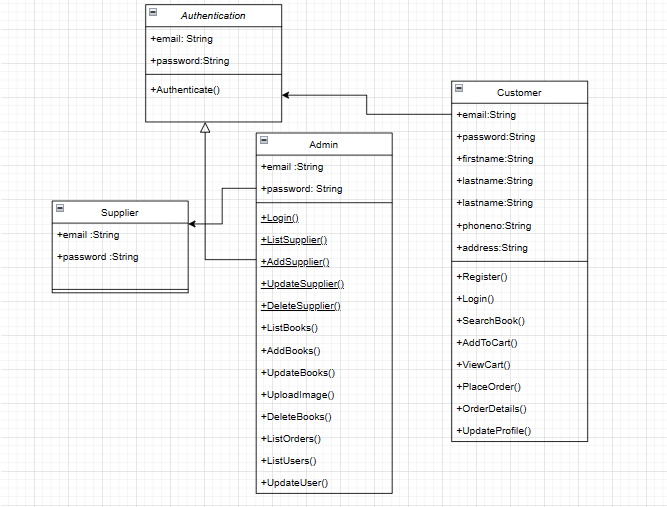 Authentication
+email: String
+password:String
+Authenticate()
Customer
+email:String
+password:String
+firstname:String
+lastname:String
+lastname:String
+phoneno:String
+address:String
+Register()
+Login()
+SearchBook()
+AddToCart()
+ViewCart()
+PlaceOrder()
+OrderDetails()
+UpdateProfile()
Admin
+email :String
+password: String
+Login()
+ListSupplier()
+AddSupplier()
+UpdateSupplier()
+DeleteSupplier()
+ListBooks()
+AddBooks()
+UpdateBooks()
+UploadImage()
+DeleteBooks()
+ListOrders()
+ListUsers()
+UpdateUser()
Supplier
+email :String
+password :String